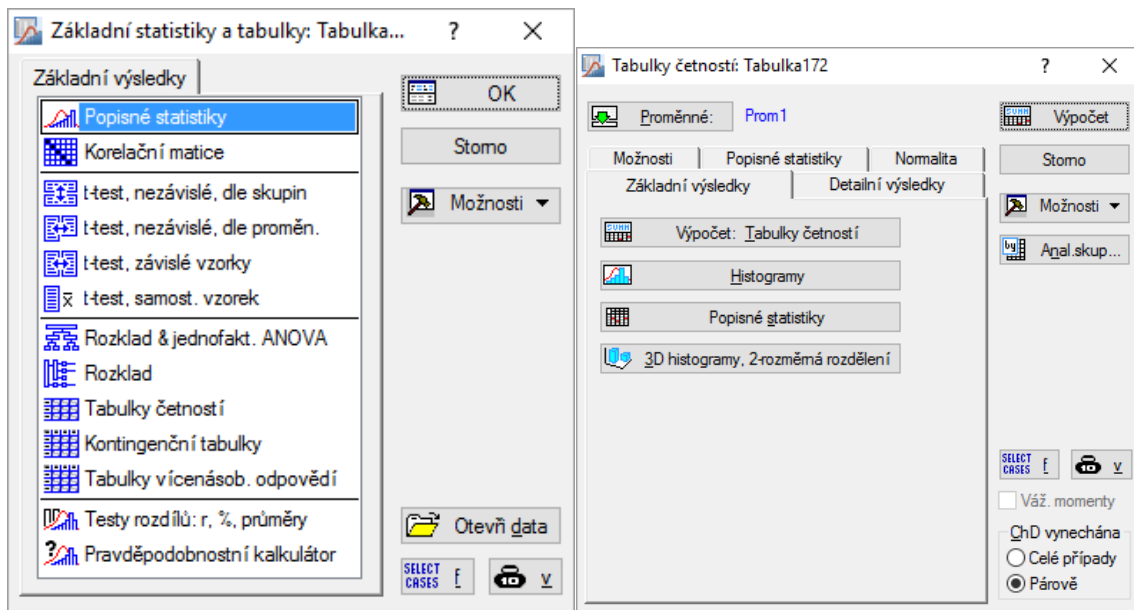 Základní statistiky a tabulky: Tabulka... ?
Základní výsledky
Popisné statistiky
Korelační matice
t-test, nezávislé, dle skupin
t-test, nezávislé, dle proměn.
t-test, závislé vzorky
t-test, samost. vzorek
Rozklad & jednofakt. ANOVA
Rozklad
Tabulky četností
Kontingenční tabulky
Tabulky vícenásob. odpovědí
Testy rozdílů: r, %, průměry
Pravděpodobnostní kalkulátor
OK
Storno
Možnosti
Otevři data
SELECT CASES f
v
Tabulky četností: Tabulka172 ?
Proměnné: Prom1
Možnosti Popisné statistiky Normalita
Základní výsledky Detailní výsledky
Výpočet: Tabulky četností
Histogramy
Popisné statistiky
3D histogramy, 2-rozměrná rozdělení
Výpočet
Storno
Možnosti
Anal.skup...
SELECT CASES f
v
Váž. momenty
ChD vynechána
Celé případy
Párově